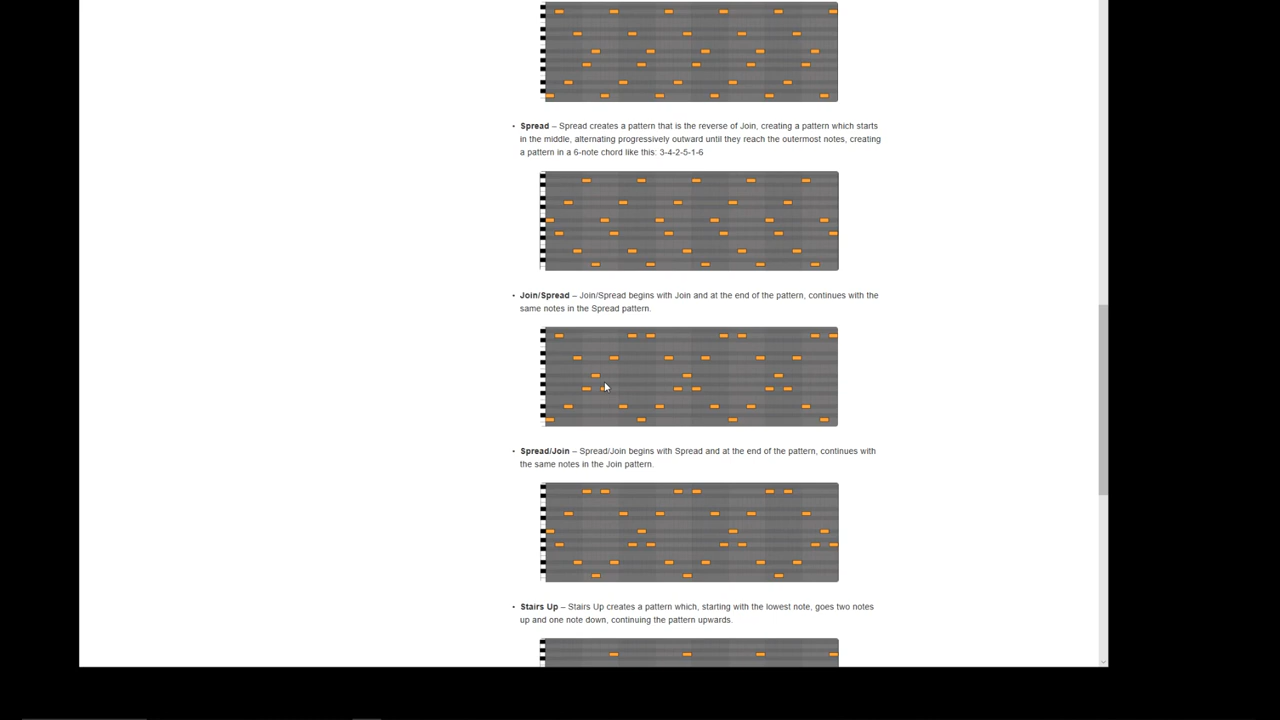 • Spread – Spread creates a pattern that is the reverse of Join, creating a pattern which starts
in the middle, alternating progressively outward until they reach the outermost notes, creating
a pattern in a 6-note chord like this: 3-4-2-5-1-6
• Join/Spread – Join/Spread begins with Join and at the end of the pattern, continues with the
same notes in the Spread pattern.
• Spread/Join – Spread/Join begins with Spread and at the end of the pattern, continues with
the same notes in the Join pattern.
• Stairs Up – Stairs Up creates a pattern which, starting with the lowest note, goes two notes
up and one note down, continuing the pattern upwards.